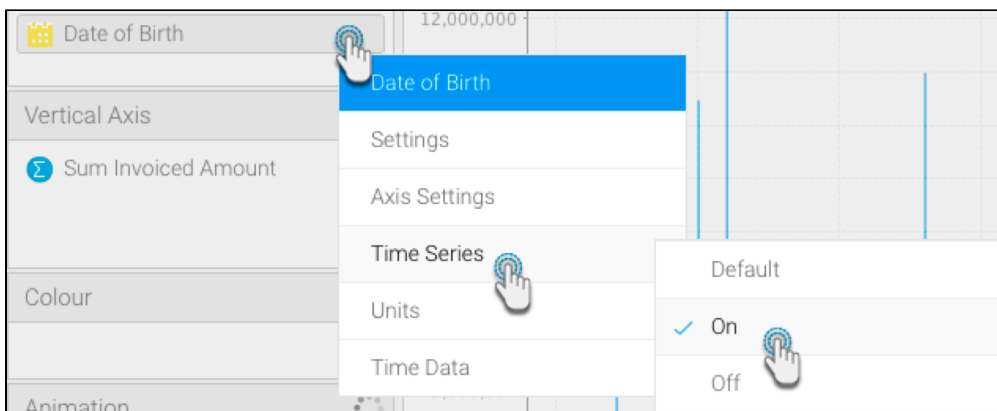 Date of Birth
12,000,000
Date of Birth
Vertical Axis
Settings
Sum Invoiced Amount
Axis Settings
Time Series
Default
Colour
Units
On
Time Data
Off
Animation